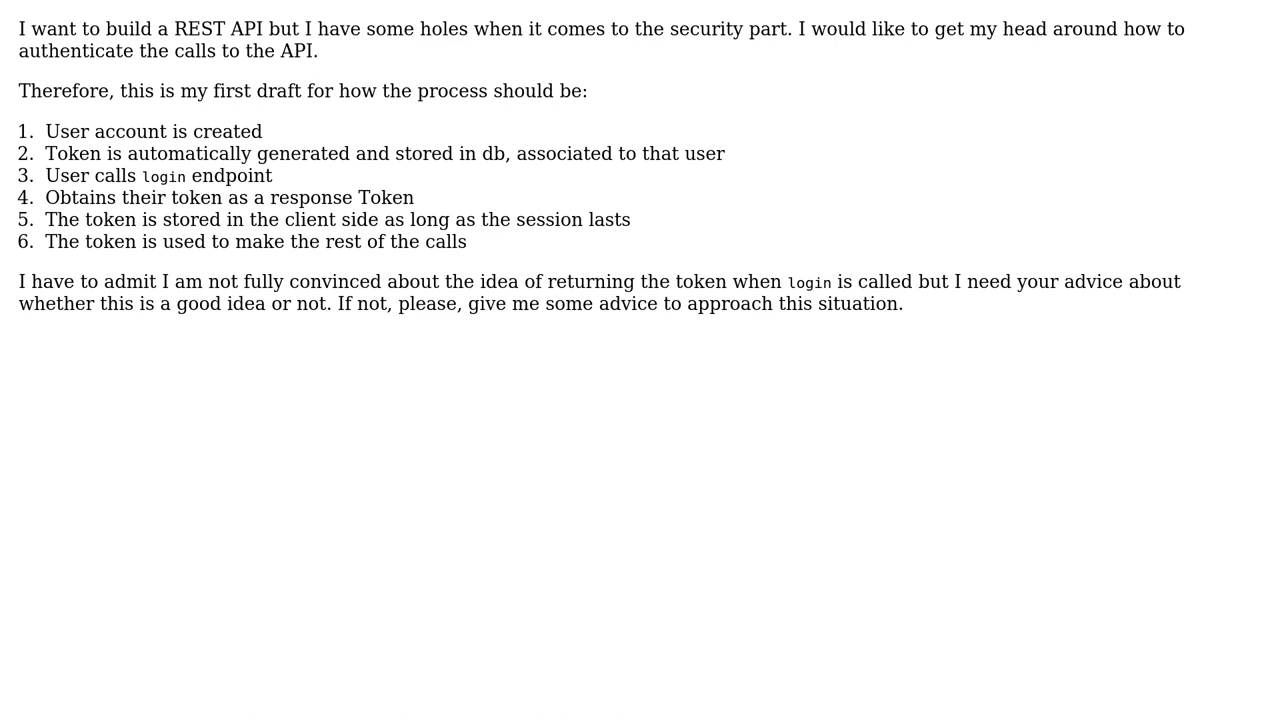 I want to build a REST API but I have some holes when it comes to the security part. I would like to get my head around how to
authenticate the calls to the API.
Therefore, this is my first draft for how the process should be:
1. User account is created
2. Token is automatically generated and stored in db, associated to that user
3. User calls login endpoint
4. Obtains their token as a response Token
5. The token is stored in the client side as long as the session lasts
6. The token is used to make the rest of the calls
I have to admit I am not fully convinced about the idea of returning the token when login is called but I need your advice about
whether this is a good idea or not. If not, please, give me some advice to approach this situation.